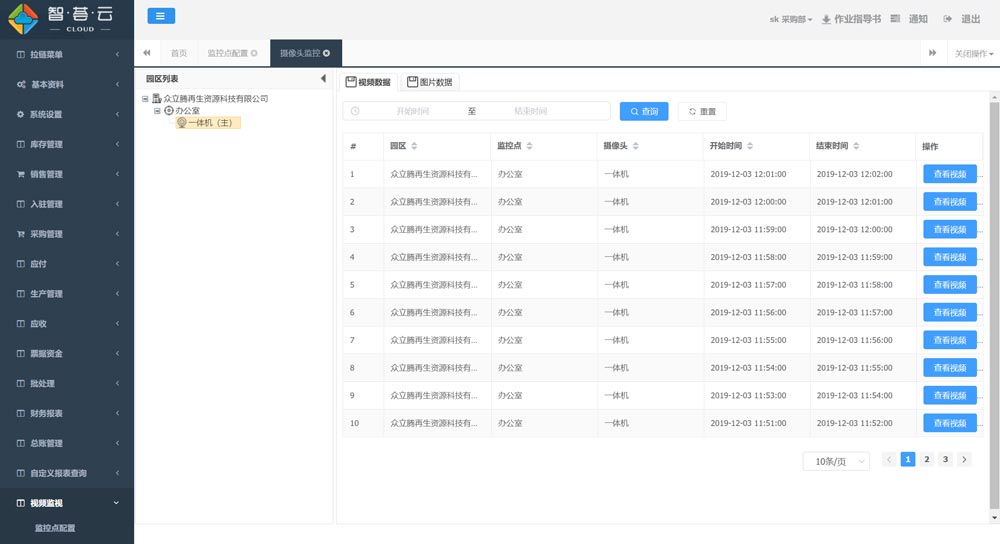 智·荟·云
CLOUD
sk 采购部
作业指导书
通知
退出
首页
监控点配置
摄像头监控
关闭操作
拉链菜单
基本资料
系统设置
库存管理
销售管理
入驻管理
采购管理
应付
生产管理
应收
票据资金
批处理
财务报表
总账管理
自定义报表查询
视频监视
监控点配置
园区列表
众立腾再生资源科技有限公司
办公室
一体机（主）
视频数据
图片数据
开始时间 至 结束时间
查询
重置
# 园区 监控点 摄像头 开始时间 结束时间 操作
1 众立腾再生资源科技有... 办公室 一体机 2019-12-03 12:01:00 2019-12-03 12:02:00 查看视频 ...
2 众立腾再生资源科技有... 办公室 一体机 2019-12-03 12:00:00 2019-12-03 12:01:00 查看视频 ...
3 众立腾再生资源科技有... 办公室 一体机 2019-12-03 11:59:00 2019-12-03 12:00:00 查看视频 ...
4 众立腾再生资源科技有... 办公室 一体机 2019-12-03 11:58:00 2019-12-03 11:59:00 查看视频 ...
5 众立腾再生资源科技有... 办公室 一体机 2019-12-03 11:57:00 2019-12-03 11:58:00 查看视频 ...
6 众立腾再生资源科技有... 办公室 一体机 2019-12-03 11:56:00 2019-12-03 11:57:00 查看视频 ...
7 众立腾再生资源科技有... 办公室 一体机 2019-12-03 11:55:00 2019-12-03 11:56:00 查看视频 ...
8 众立腾再生资源科技有... 办公室 一体机 2019-12-03 11:54:00 2019-12-03 11:55:00 查看视频 ...
9 众立腾再生资源科技有... 办公室 一体机 2019-12-03 11:53:00 2019-12-03 11:54:00 查看视频 ...
10 众立腾再生资源科技有... 办公室 一体机 2019-12-03 11:51:00 2019-12-03 11:52:00 查看视频 ...
10条/页 1 2 3